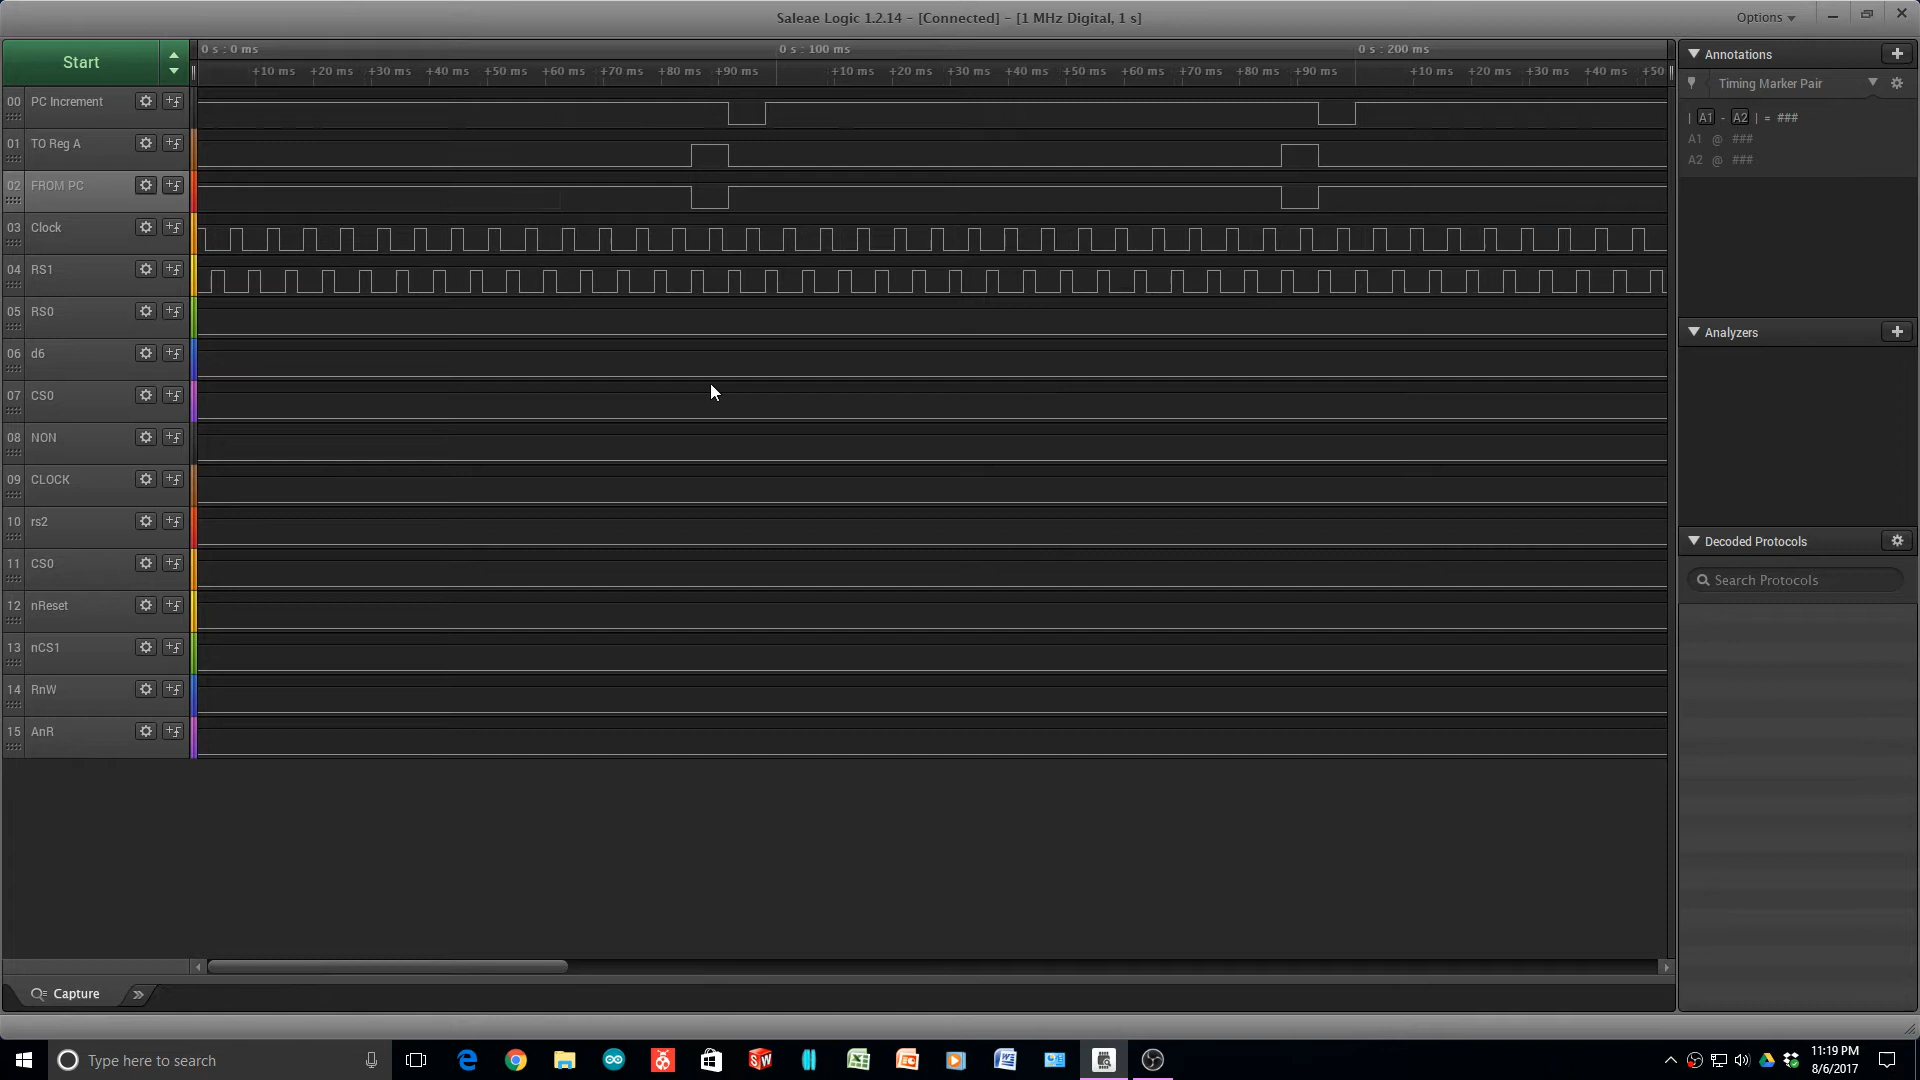 Saleae Logic 1.2.14 - [Connected] - [1 MHz Digital, 1 s]
Options
Start
0 s : 0 ms
0 s : 100 ms
0 s : 200 ms
+10 ms +20 ms +30 ms +40 ms +50 ms +60 ms +70 ms +80 ms +90 ms
+10 ms +20 ms +30 ms +40 ms +50 ms +60 ms +70 ms +80 ms +90 ms
+10 ms +20 ms +30 ms +40 ms +50
00 PC Increment
01 TO Reg A
02 FROM PC
03 Clock
04 RS1
05 RS0
06 d6
07 CS0
08 NON
09 CLOCK
10 rs2
11 CS0
12 nReset
13 nCS1
14 RnW
15 AnR
Capture
Annotations
Timing Marker Pair
| A1 - A2 | = ###
A1 @ ###
A2 @ ###
Analyzers
Decoded Protocols
Search Protocols
Type here to search
11:19 PM
8/6/2017